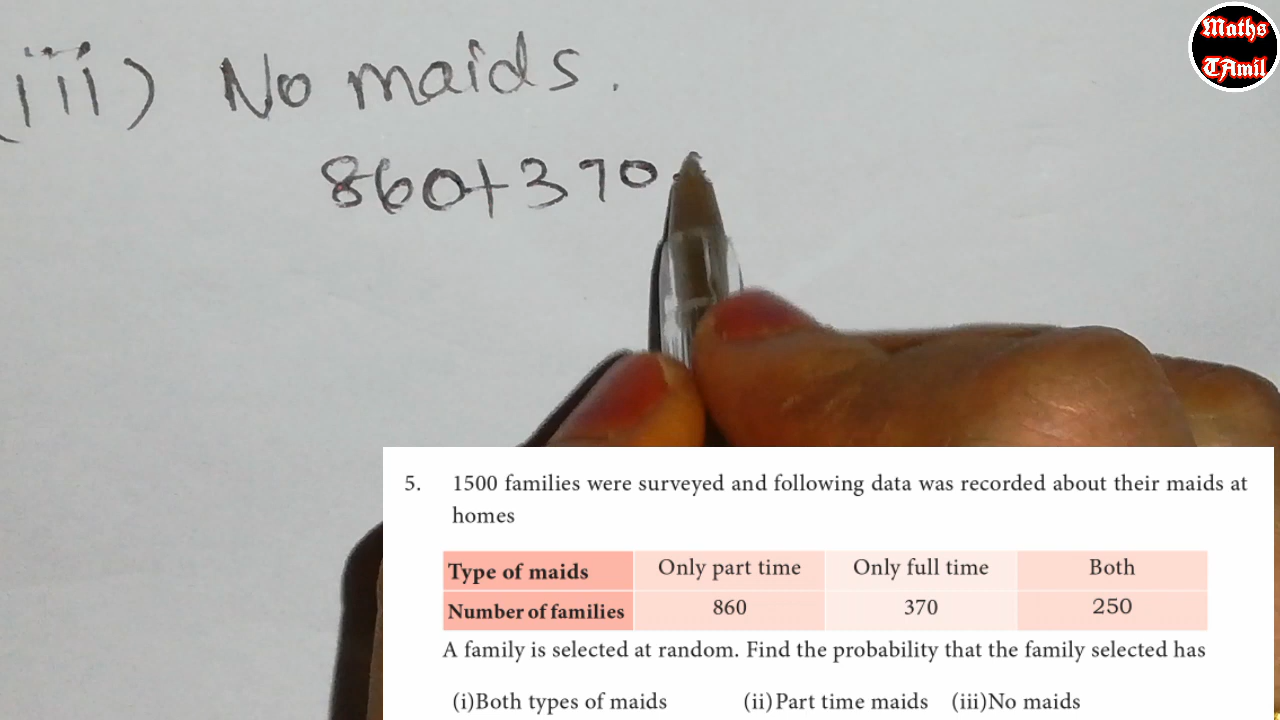 Maths
TAmil
(iii) No maids.
860+370
5. 1500 families were surveyed and following data was recorded about their maids at
homes
Type of maids Only part time Only full time Both
Number of families 860 370 250
A family is selected at random. Find the probability that the family selected has
(i)Both types of maids (ii)Part time maids (iii)No maids